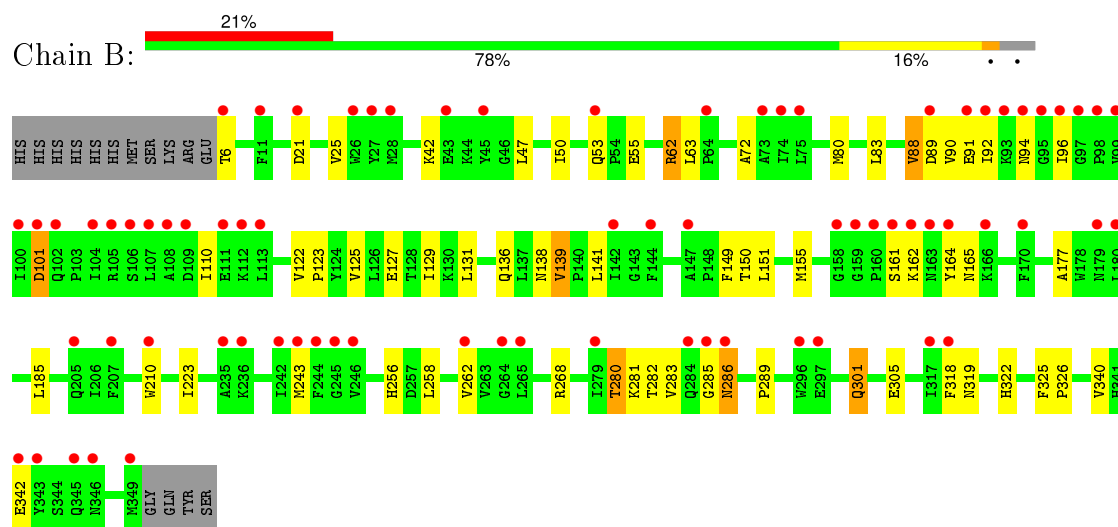 21%
Chain B:
78% 16% • •
HIS HIS HIS HIS HIS HIS MET SER LYS ARG GLU T6 F11 D21 V25 W26 Y27 M28 K42 E43 K44 Y45 G46 L47 I50 Q53 P54 E55 R62 L63 P64 A72 A73 I74 L75 M80 L83 V88 D89 V90 E91 I92 K93 N94 G95 I96 G97 P98
I100 D101 Q102 P103 I104 R105 S106 L107 A108 D109 I110 E111 K112 L113 V122 P123 Y124 V125 L126 E127 T128 I129 K130 L131 Q136 L137 N138 V139 P140 L141 I142 G143 F144 A147 P148 F149 T150 L151 M155 G158 G159 P160 S161 K162 N163 Y164 N165 K166 F170 A177 W178 N179 L180
L185 Q205 I206 F207 W210 I223 A235 K236 I242 M243 F244 G245 V246 H256 D257 L258 V262 V263 G264 L265 R268 I279 T280 K281 T282 V283 Q284 G285 N286 P289 W296 E297 Q301 E305 I317 F318 N319 H322 F325 P326 V340 H341
E342 Y343 S344 Q345 N346 M349 GLY GLN TYR SER